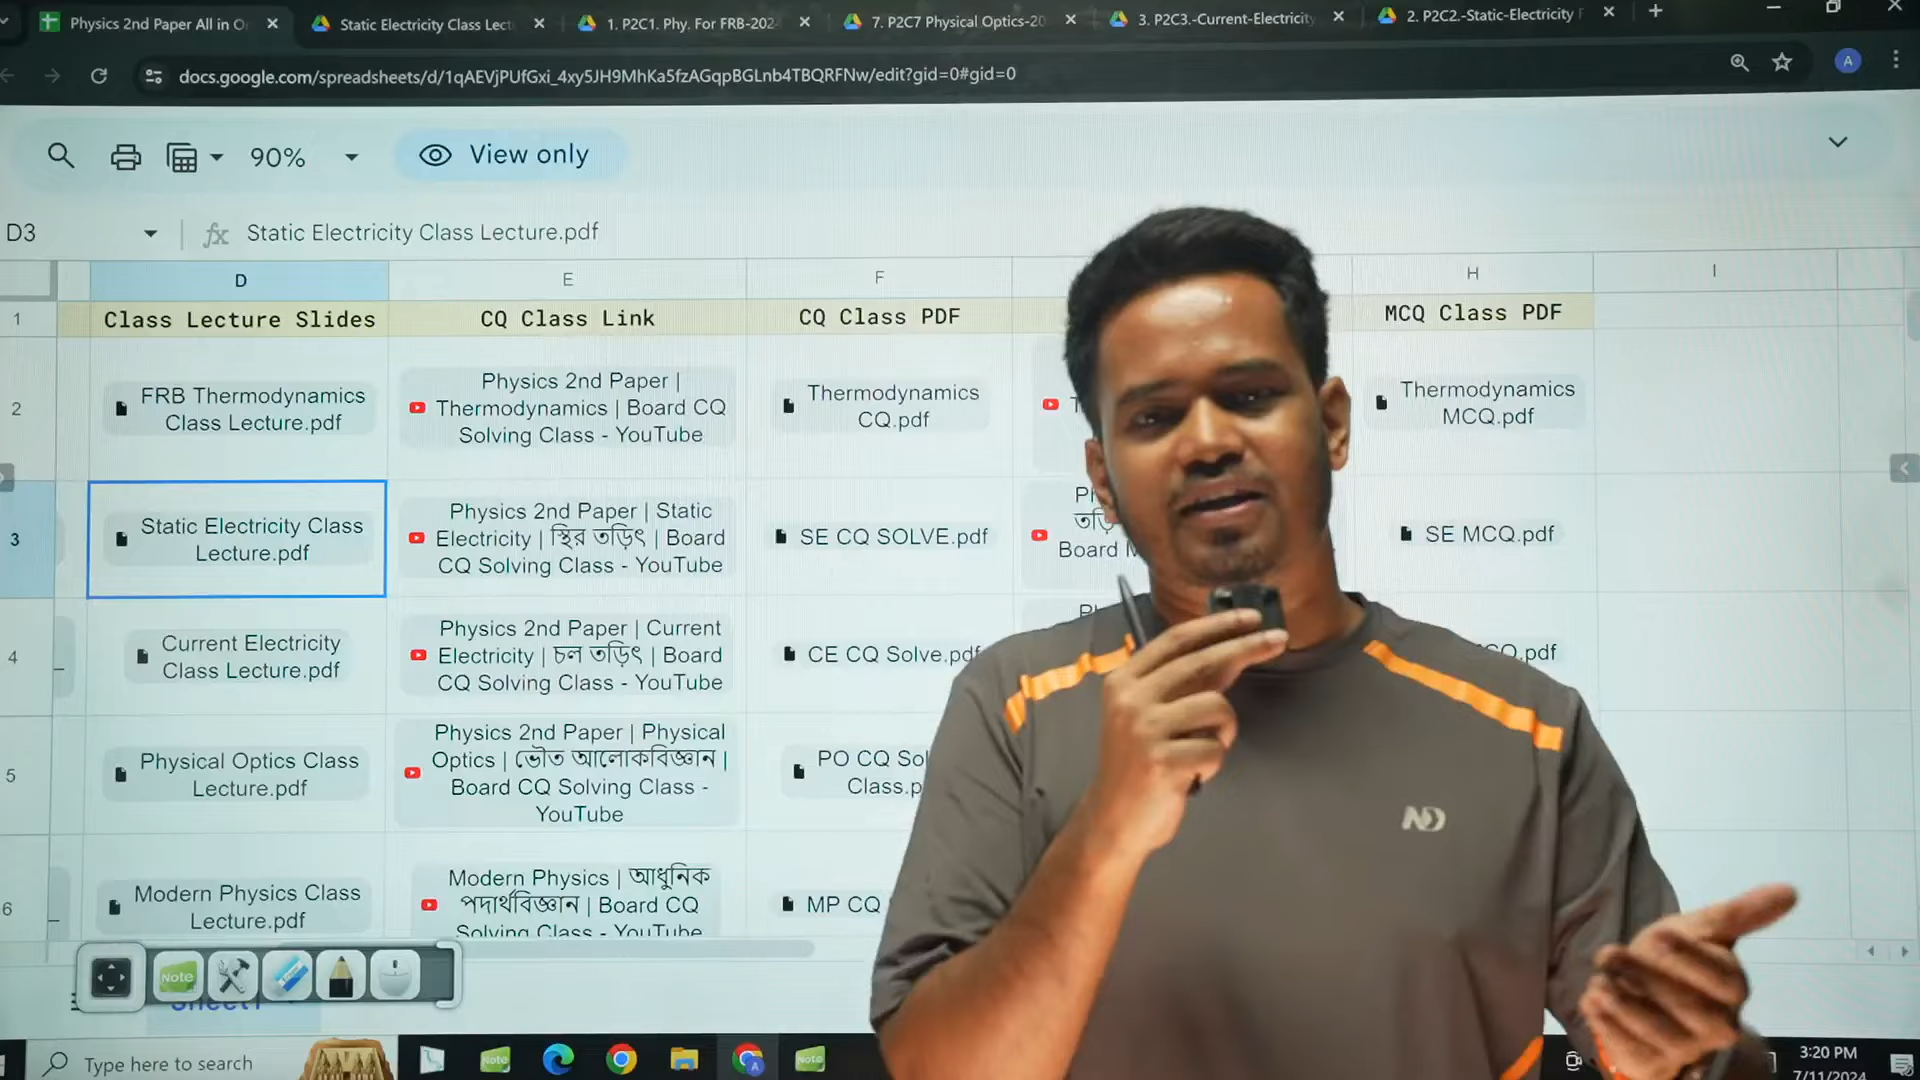 Physics 2nd Paper All in O
Static Electricity Class Lect
1. P2C1. Phy. For FRB-202
7. P2C7 Physical Optics-20
3. P2C3.-Current-Electricity
2. P2C2.-Static-Electricity
docs.google.com/spreadsheets/d/1qAEVjPUfGxi_4xy5JH9MhKa5fzAGqpBGLnb4TBQRFNw/edit?gid=0#gid=0
A
90%
View only
D3
fx
Static Electricity Class Lecture.pdf
D
E
F
H
I
1
Class Lecture Slides
CQ Class Link
CQ Class PDF
MCQ Class PDF
2
FRB Thermodynamics
Class Lecture.pdf
Physics 2nd Paper |
Thermodynamics | Board CQ
Solving Class - YouTube
Thermodynamics
CQ.pdf
Thermodynamics
MCQ.pdf
3
Static Electricity Class
Lecture.pdf
Physics 2nd Paper | Static
Electricity | স্থির তড়িৎ | Board
CQ Solving Class - YouTube
SE CQ SOLVE.pdf
Board
SE MCQ.pdf
4
Current Electricity
Class Lecture.pdf
Physics 2nd Paper | Current
Electricity | চল তড়িৎ | Board
CQ Solving Class - YouTube
CE CQ Solve.pdf
5
Physical Optics Class
Lecture.pdf
Physics 2nd Paper | Physical
Optics | ভৌত আলোকবিজ্ঞান |
Board CQ Solving Class -
YouTube
PO CQ
6
Modern Physics Class
Lecture.pdf
Modern Physics | আধুনিক
পদার্থবিজ্ঞান | Board CQ
Solving Class - YouTube
MP CQ
Note
Sheet1
ND
Type here to search
Note
A
Note
3:20 PM
7/11/2024